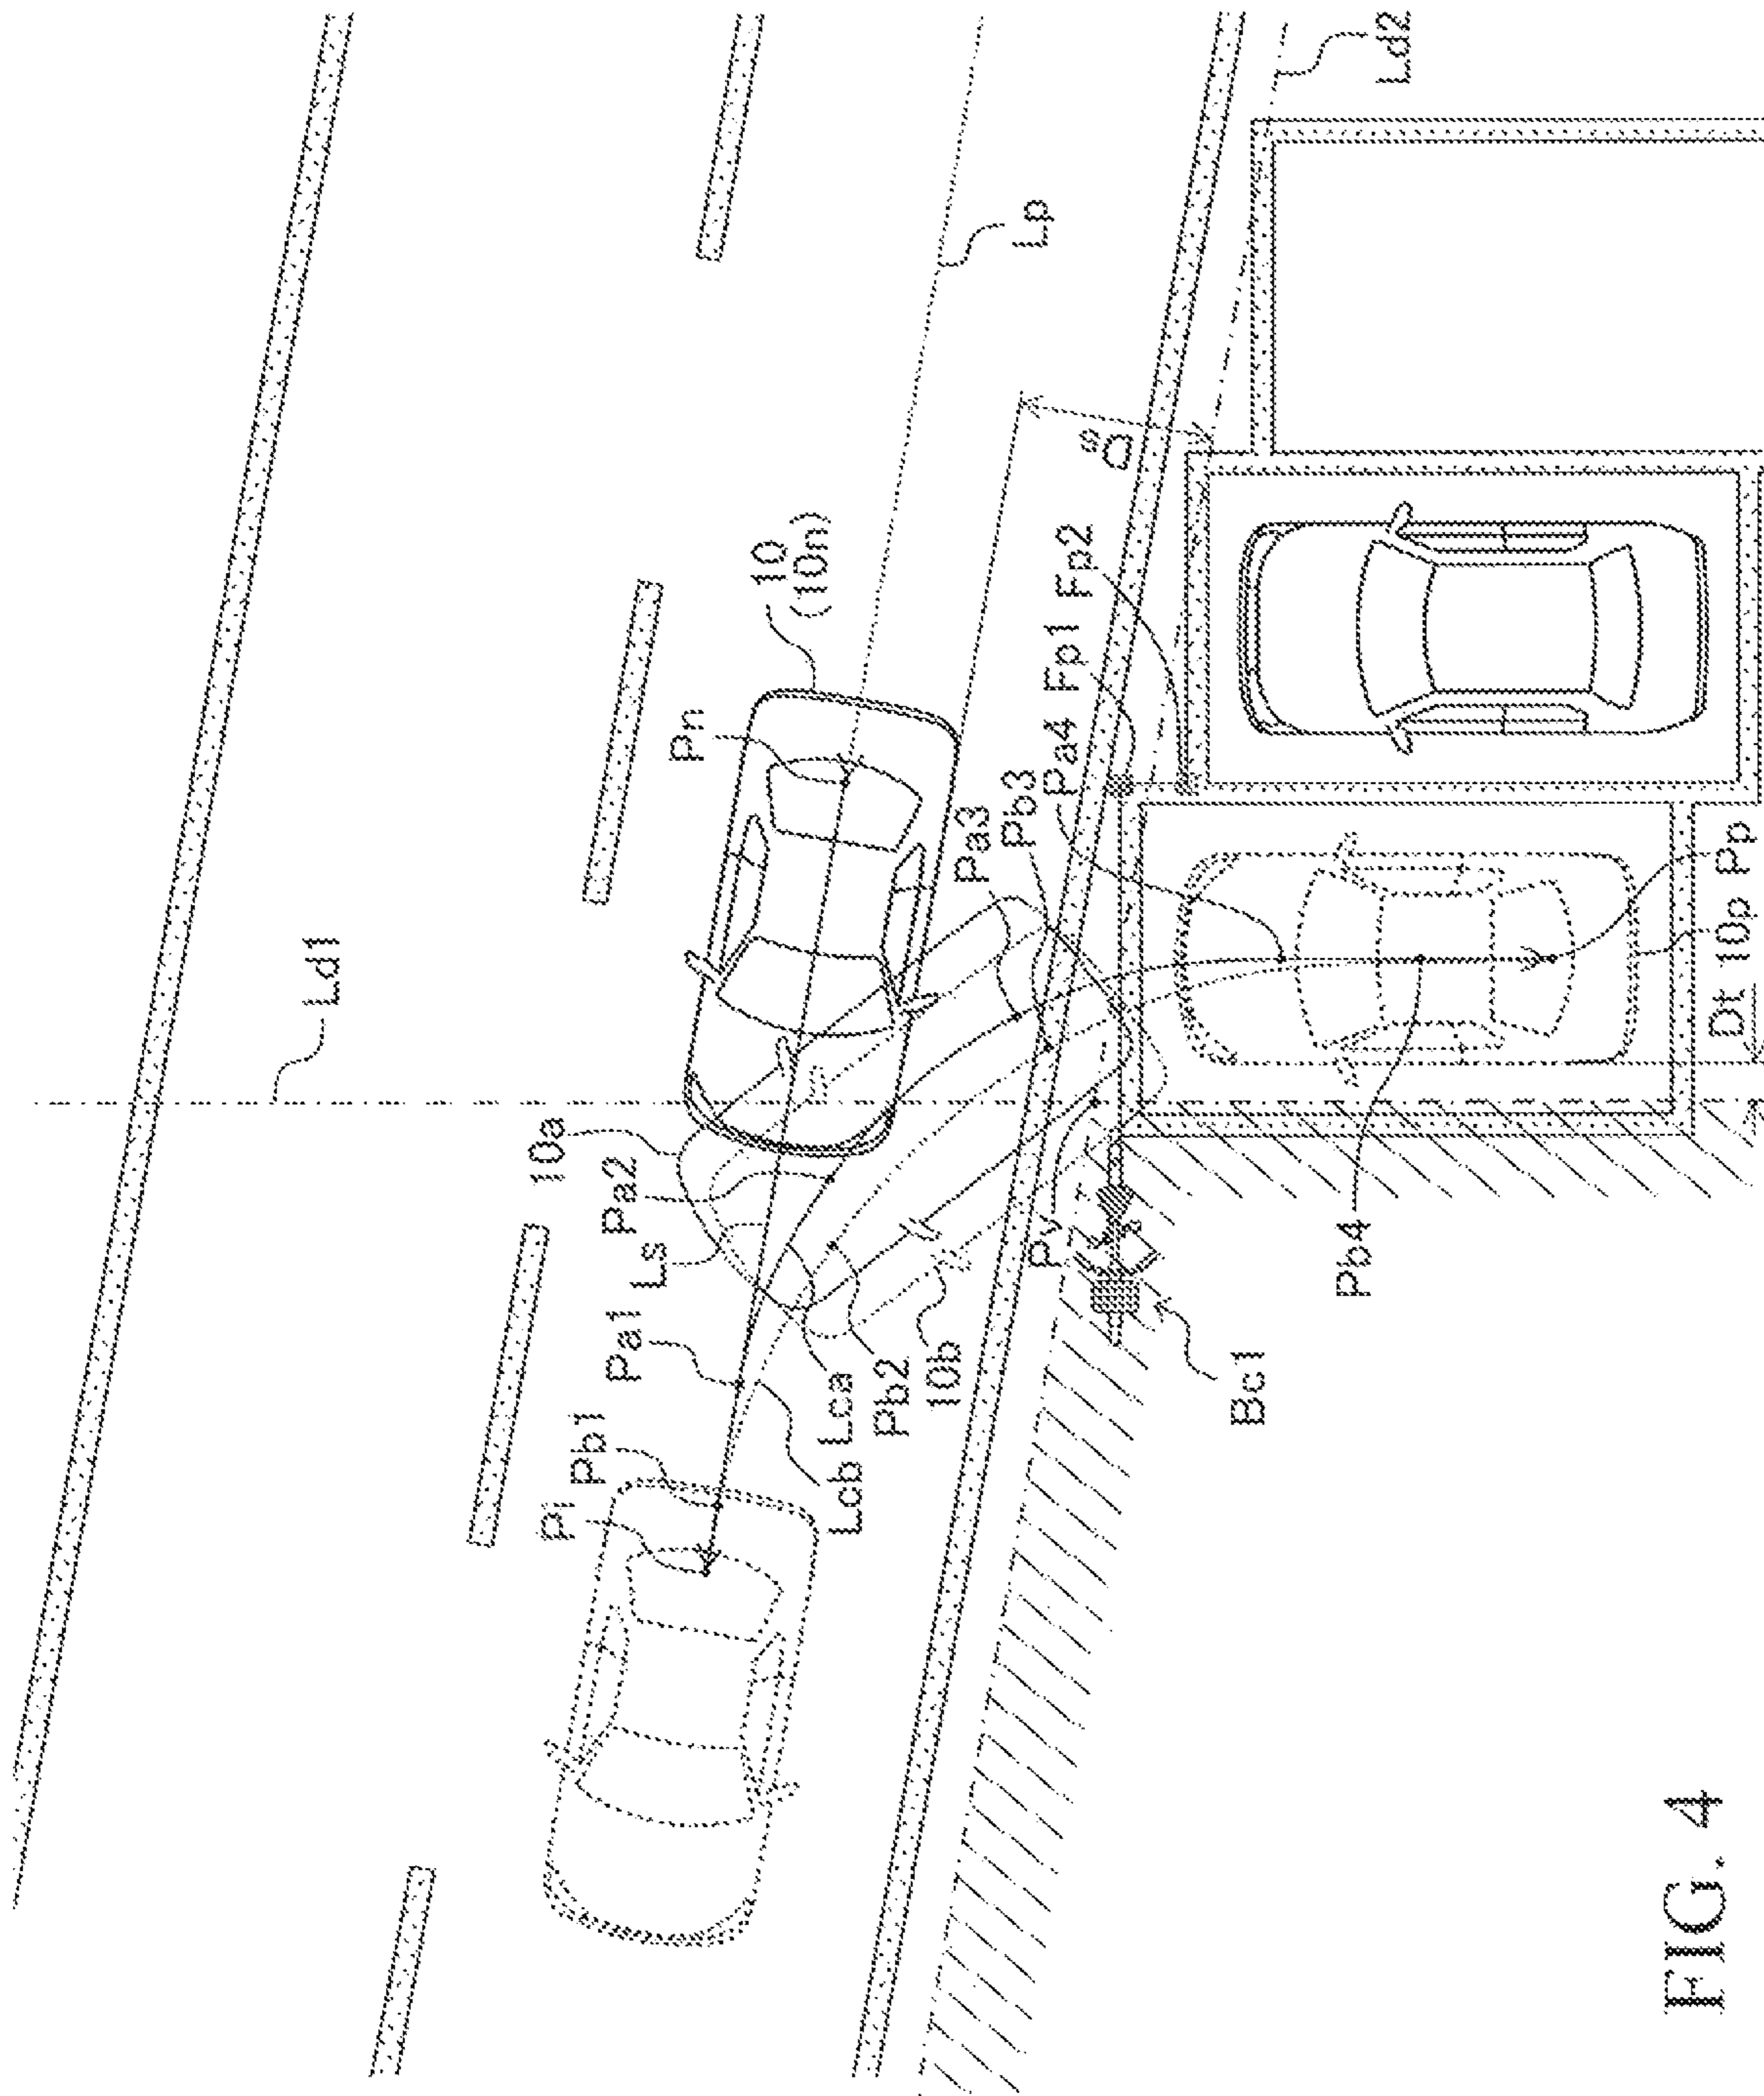 Ld2
Lp
Ds
10
(10n)
Fp2
Fp1
Pn
Pa4
Pb3
Pa3
Ld1
Pp
10p
Dt
10a
Pa2
Ls
Pv
Pb4
Pa1
Pb2
10b
Lca
Bc1
Pb1
Lcb
Pi
FIG. 4